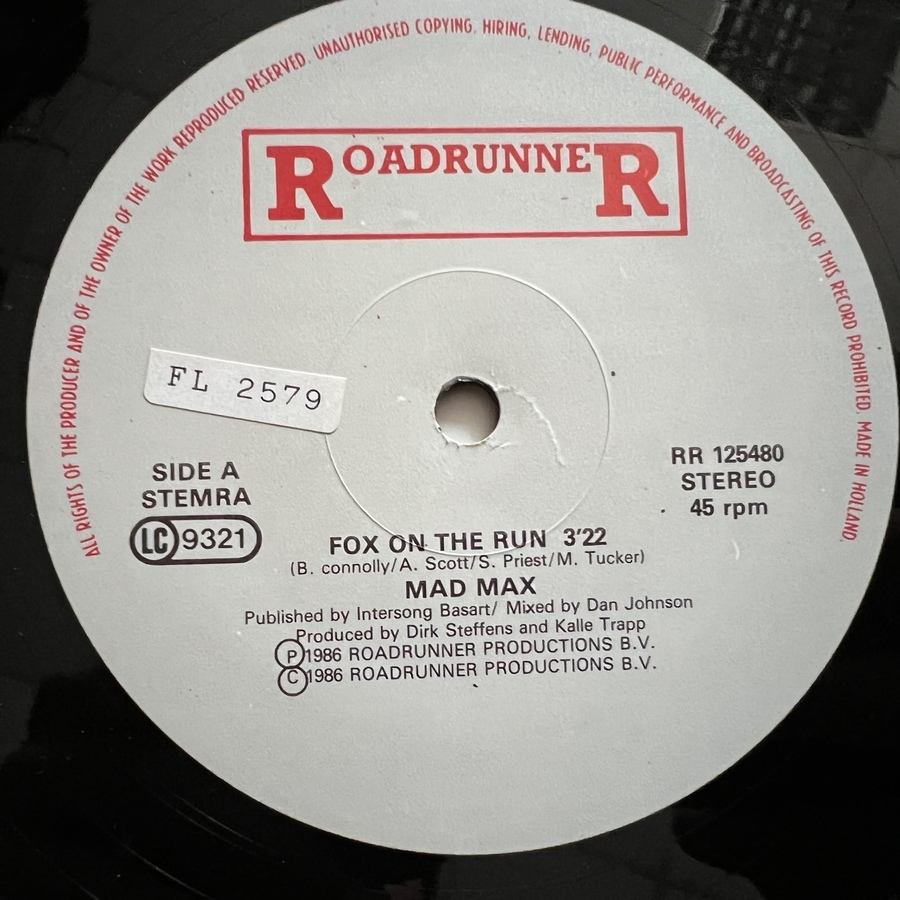 ALL RIGHTS OF THE PRODUCER AND OF THE OWNER OF THE WORK REPRODUCED RESERVED. UNAUTHORISED COPYING, HIRING, LENDING, PUBLIC PERFORMANCE AND BROADCASTING OF THIS RECORD PROHIBITED. MADE IN HOLLAND.
ROADRUNNER
FL 2579
SIDE A
STEMRA
LC 9321
RR 125480
STEREO
45 rpm
FOX ON THE RUN 3'22
(B. connolly/A. Scott/S. Priest/M. Tucker)
MAD MAX
Published by Intersong Basart/ Mixed by Dan Johnson
Produced by Dirk Steffens and Kalle Trapp
Ⓟ1986 ROADRUNNER PRODUCTIONS B.V.
Ⓒ1986 ROADRUNNER PRODUCTIONS B.V.